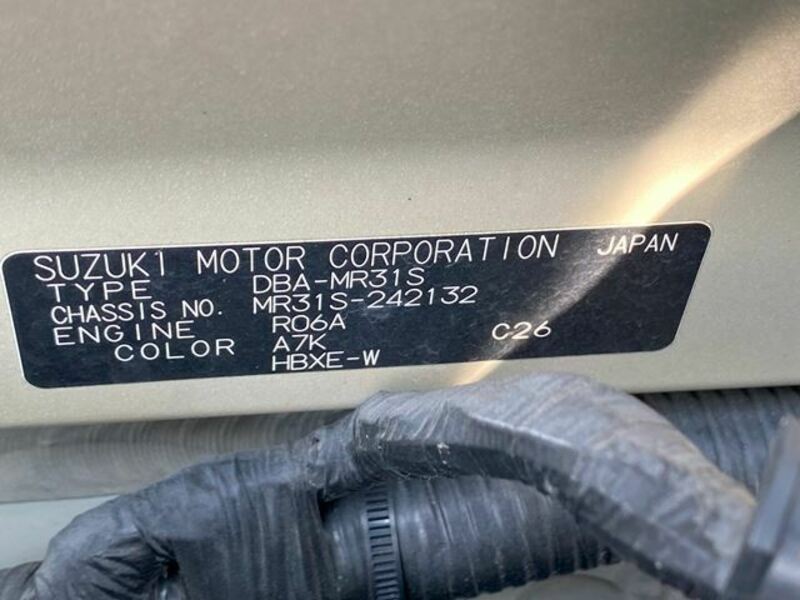 SUZUKI MOTOR CORPORATION JAPAN
TYPE DBA-MR31S
CHASSIS NO. MR31S-242132
ENGINE R06A C26
COLOR A7K
HBXE-W